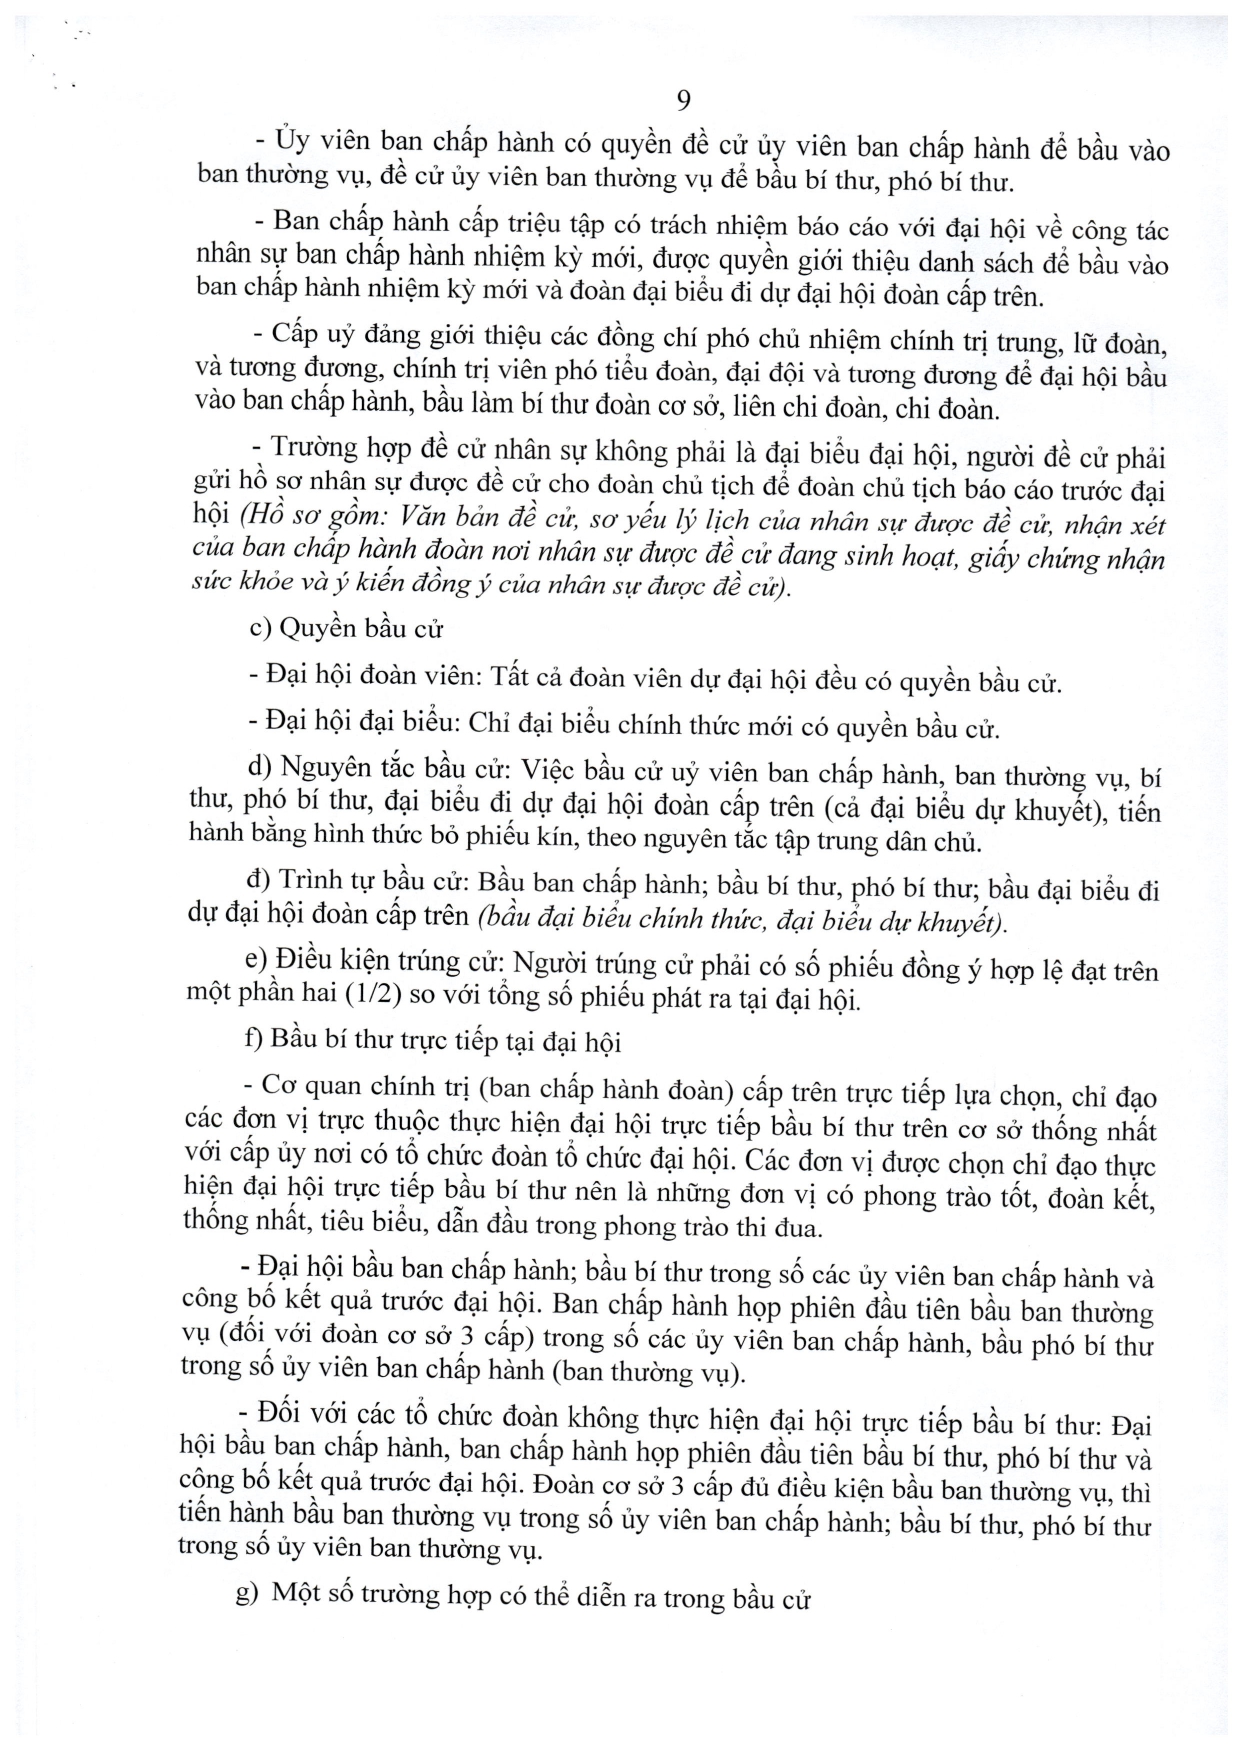 9
- Ủy viên ban chấp hành có quyền đề cử ủy viên ban chấp hành để bầu vào
ban thường vụ, đề cử ủy viên ban thường vụ để bầu bí thư, phó bí thư.
- Ban chấp hành cấp triệu tập có trách nhiệm báo cáo với đại hội về công tác
nhân sự ban chấp hành nhiệm kỳ mới, được quyền giới thiệu danh sách để bầu vào
ban chấp hành nhiệm kỳ mới và đoàn đại biểu đi dự đại hội đoàn cấp trên.
- Cấp uỷ đảng giới thiệu các đồng chí phó chủ nhiệm chính trị trung, lữ đoàn,
và tương đương, chính trị viên phó tiểu đoàn, đại đội và tương đương để đại hội bầu
vào ban chấp hành, bầu làm bí thư đoàn cơ sở, liên chi đoàn, chi đoàn.
- Trường hợp đề cử nhân sự không phải là đại biểu đại hội, người đề cử phải
gửi hồ sơ nhân sự được đề cử cho đoàn chủ tịch để đoàn chủ tịch báo cáo trước đại
hội (Hồ sơ gồm: Văn bản đề cử, sơ yếu lý lịch của nhân sự được đề cử, nhận xét
của ban chấp hành đoàn nơi nhân sự được đề cử đang sinh hoạt, giấy chứng nhận
sức khỏe và ý kiến đồng ý của nhân sự được đề cử).
c) Quyền bầu cử
- Đại hội đoàn viên: Tất cả đoàn viên dự đại hội đều có quyền bầu cử.
- Đại hội đại biểu: Chỉ đại biểu chính thức mới có quyền bầu cử.
d) Nguyên tắc bầu cử: Việc bầu cử uỷ viên ban chấp hành, ban thường vụ, bí
thư, phó bí thư, đại biểu đi dự đại hội đoàn cấp trên (cả đại biểu dự khuyết), tiến
hành bằng hình thức bỏ phiếu kín, theo nguyên tắc tập trung dân chủ.
đ) Trình tự bầu cử: Bầu ban chấp hành; bầu bí thư, phó bí thư; bầu đại biểu đi
dự đại hội đoàn cấp trên (bầu đại biểu chính thức, đại biểu dự khuyết).
e) Điều kiện trúng cử: Người trúng cử phải có số phiếu đồng ý hợp lệ đạt trên
một phần hai (1/2) so với tổng số phiếu phát ra tại đại hội.
f) Bầu bí thư trực tiếp tại đại hội
- Cơ quan chính trị (ban chấp hành đoàn) cấp trên trực tiếp lựa chọn, chỉ đạo
các đơn vị trực thuộc thực hiện đại hội trực tiếp bầu bí thư trên cơ sở thống nhất
với cấp ủy nơi có tổ chức đoàn tổ chức đại hội. Các đơn vị được chọn chỉ đạo thực
hiện đại hội trực tiếp bầu bí thư nên là những đơn vị có phong trào tốt, đoàn kết,
thống nhất, tiêu biểu, dẫn đầu trong phong trào thi đua.
- Đại hội bầu ban chấp hành; bầu bí thư trong số các ủy viên ban chấp hành và
công bố kết quả trước đại hội. Ban chấp hành họp phiên đầu tiên bầu ban thường
vụ (đối với đoàn cơ sở 3 cấp) trong số các ủy viên ban chấp hành, bầu phó bí thư
trong số ủy viên ban chấp hành (ban thường vụ).
- Đối với các tổ chức đoàn không thực hiện đại hội trực tiếp bầu bí thư: Đại
hội bầu ban chấp hành, ban chấp hành họp phiên đầu tiên bầu bí thư, phó bí thư và
công bố kết quả trước đại hội. Đoàn cơ sở 3 cấp đủ điều kiện bầu ban thường vụ, thì
tiến hành bầu ban thường vụ trong số ủy viên ban chấp hành; bầu bí thư, phó bí thư
trong số ủy viên ban thường vụ.
g) Một số trường hợp có thể diễn ra trong bầu cử